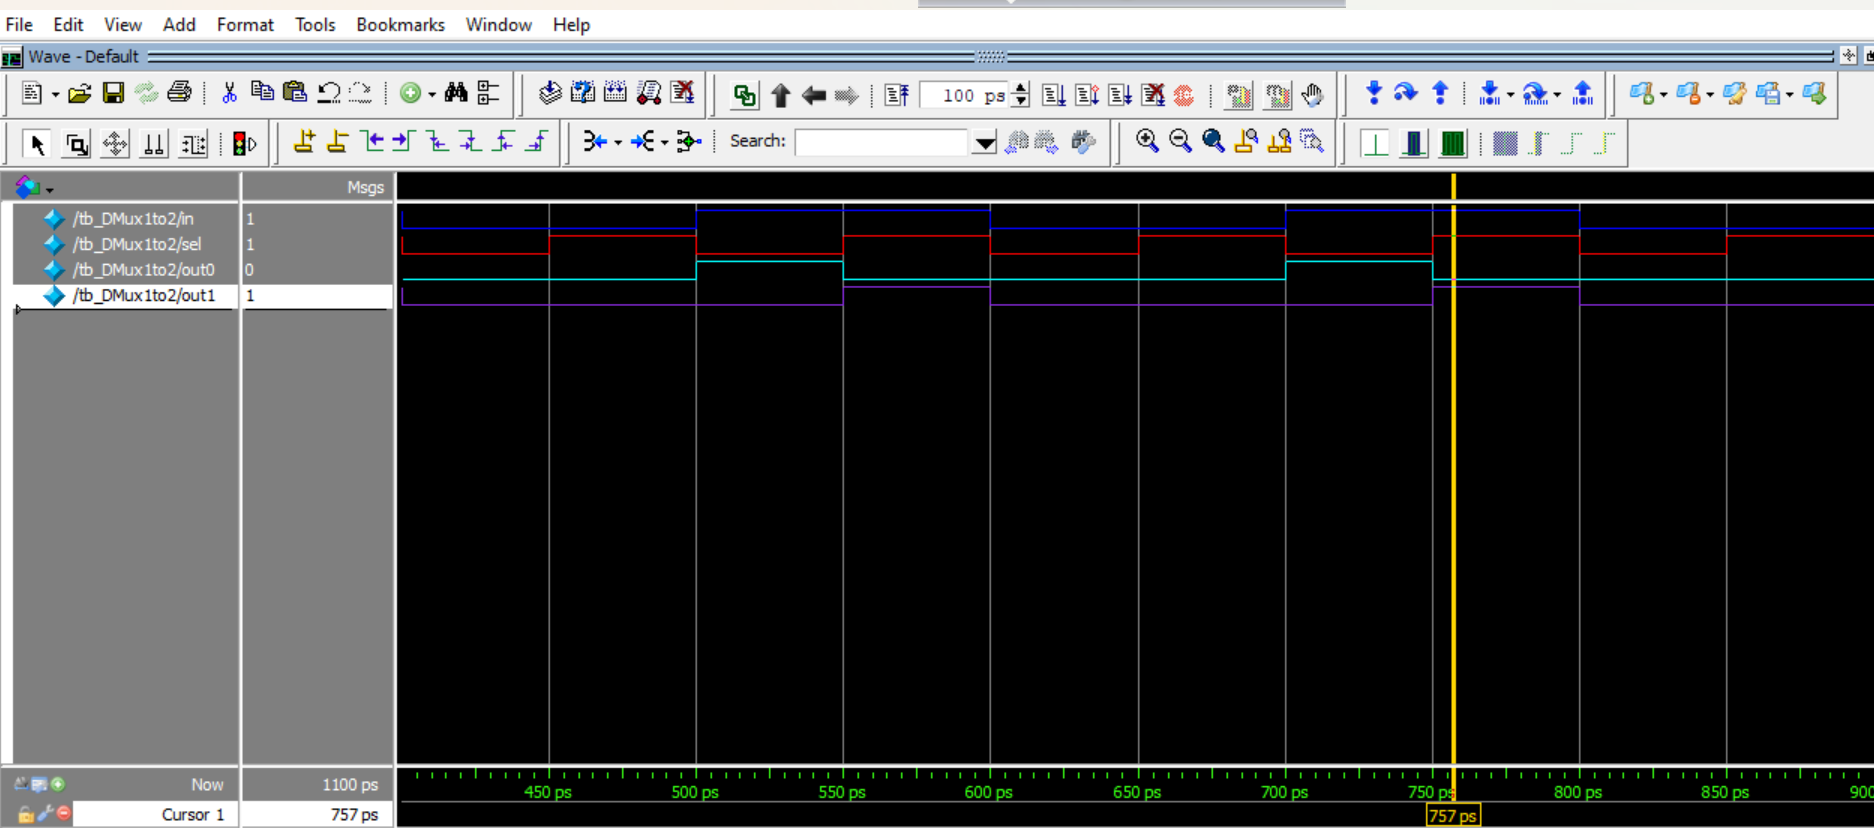 File Edit View Add Format Tools Bookmarks Window Help
Wave - Default
100 ps
Search:
Msgs
/tb_DMux1to2/in 1
/tb_DMux1to2/sel 1
/tb_DMux1to2/out0 0
/tb_DMux1to2/out1 1
Now 1100 ps
450 ps 500 ps 550 ps 600 ps 650 ps 700 ps 750 ps 800 ps 850 ps 900
Cursor 1 757 ps
757 ps